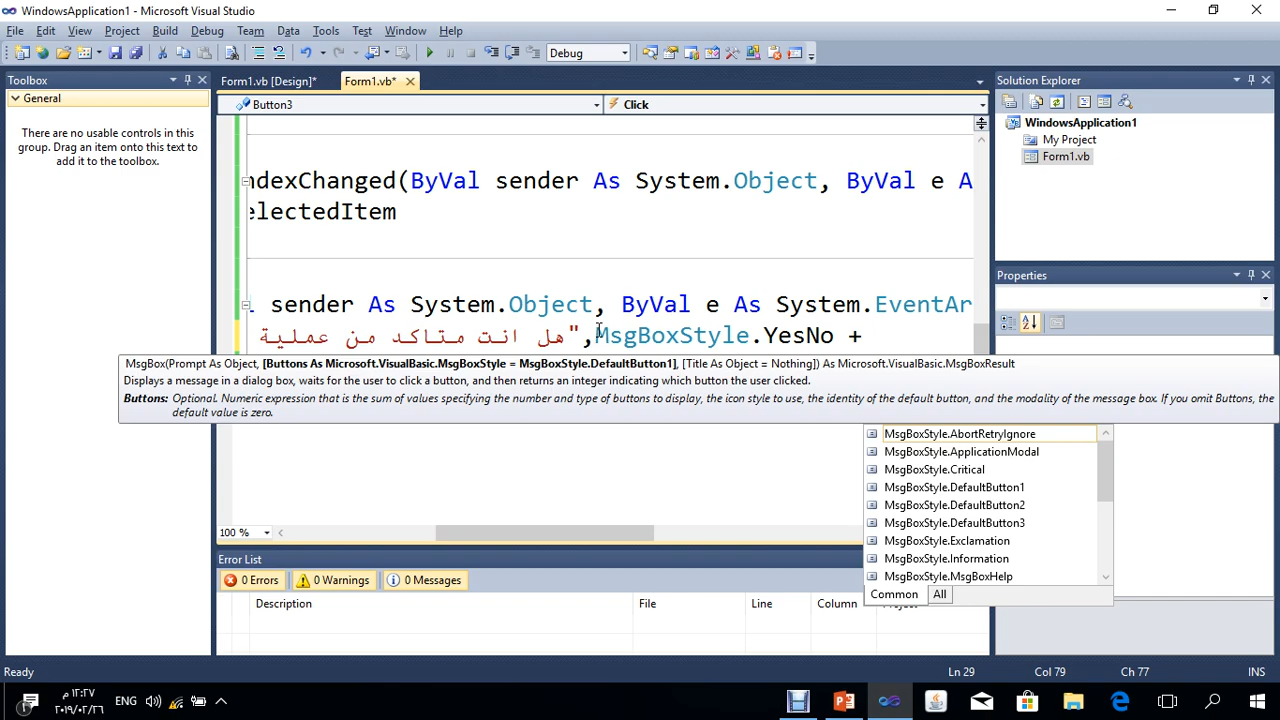 WindowsApplication1 - Microsoft Visual Studio
File Edit View Project Build Debug Team Data Tools Test Window Help
Debug
Toolbox
General
There are no usable controls in this
group. Drag an item onto this text to
add it to the toolbox.
Form1.vb [Design]* Form1.vb*
Button3 Click
ndexChanged(ByVal sender As System.Object, ByVal e A
electedItem
l sender As System.Object, ByVal e As System.EventAr
هل انت متاكد من عملية",MsgBoxStyle.YesNo +
MsgBox(Prompt As Object, [Buttons As Microsoft.VisualBasic.MsgBoxStyle = MsgBoxStyle.DefaultButton1], [Title As Object = Nothing]) As Microsoft.VisualBasic.MsgBoxResult
Displays a message in a dialog box, waits for the user to click a button, and then returns an integer indicating which button the user clicked.
Buttons: Optional. Numeric expression that is the sum of values specifying the number and type of buttons to display, the icon style to use, the identity of the default button, and the modality of the message box. If you omit Buttons, the
default value is zero.
MsgBoxStyle.AbortRetryIgnore
MsgBoxStyle.ApplicationModal
MsgBoxStyle.Critical
MsgBoxStyle.DefaultButton1
MsgBoxStyle.DefaultButton2
MsgBoxStyle.DefaultButton3
MsgBoxStyle.Exclamation
MsgBoxStyle.Information
MsgBoxStyle.MsgBoxHelp
Common All
100 %
Error List
0 Errors 0 Warnings 0 Messages
Description File Line Column Project
Solution Explorer
WindowsApplication1
My Project
Form1.vb
Properties
Ready Ln 29 Col 79 Ch 77 INS
ENG
١٢:٢٧ م
٢٠١٩/٠٢/٢٦